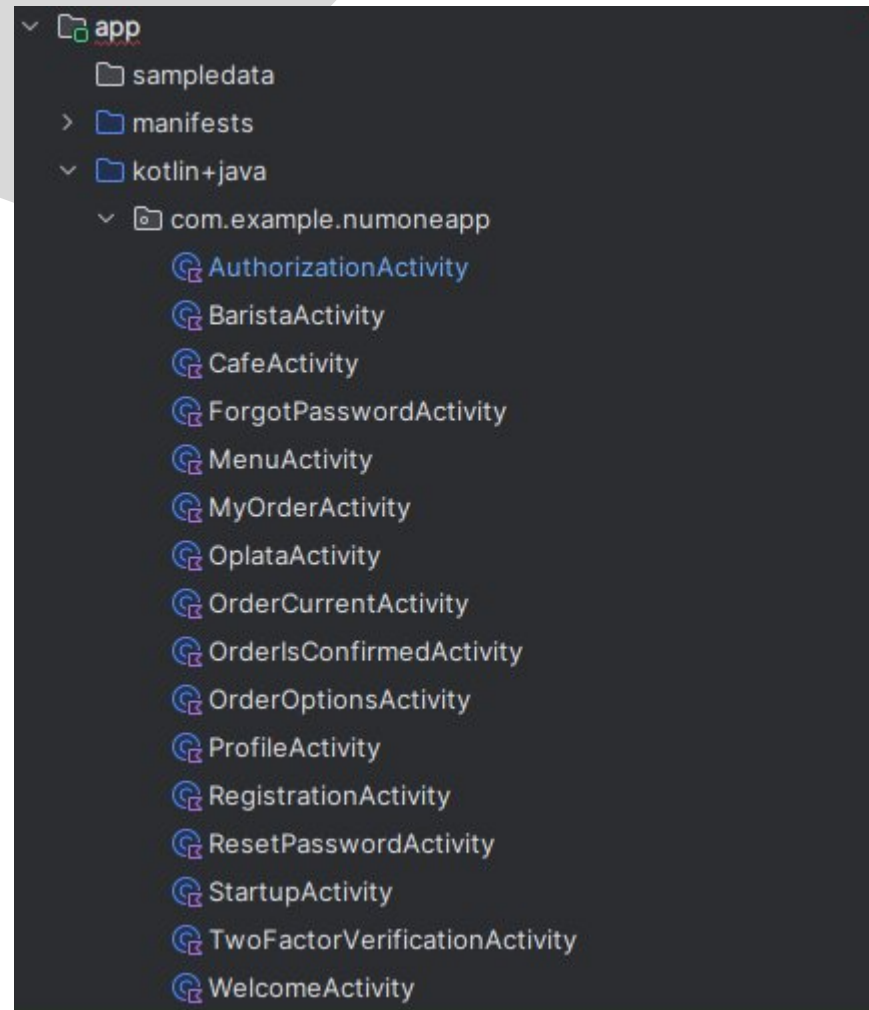 app
sampledata
manifests
kotlin+java
com.example.numoneapp
AuthorizationActivity
BaristaActivity
CafeActivity
ForgotPasswordActivity
MenuActivity
MyOrderActivity
OplataActivity
OrderCurrentActivity
OrderIsConfirmedActivity
OrderOptionsActivity
ProfileActivity
RegistrationActivity
ResetPasswordActivity
StartupActivity
TwoFactorVerificationActivity
WelcomeActivity